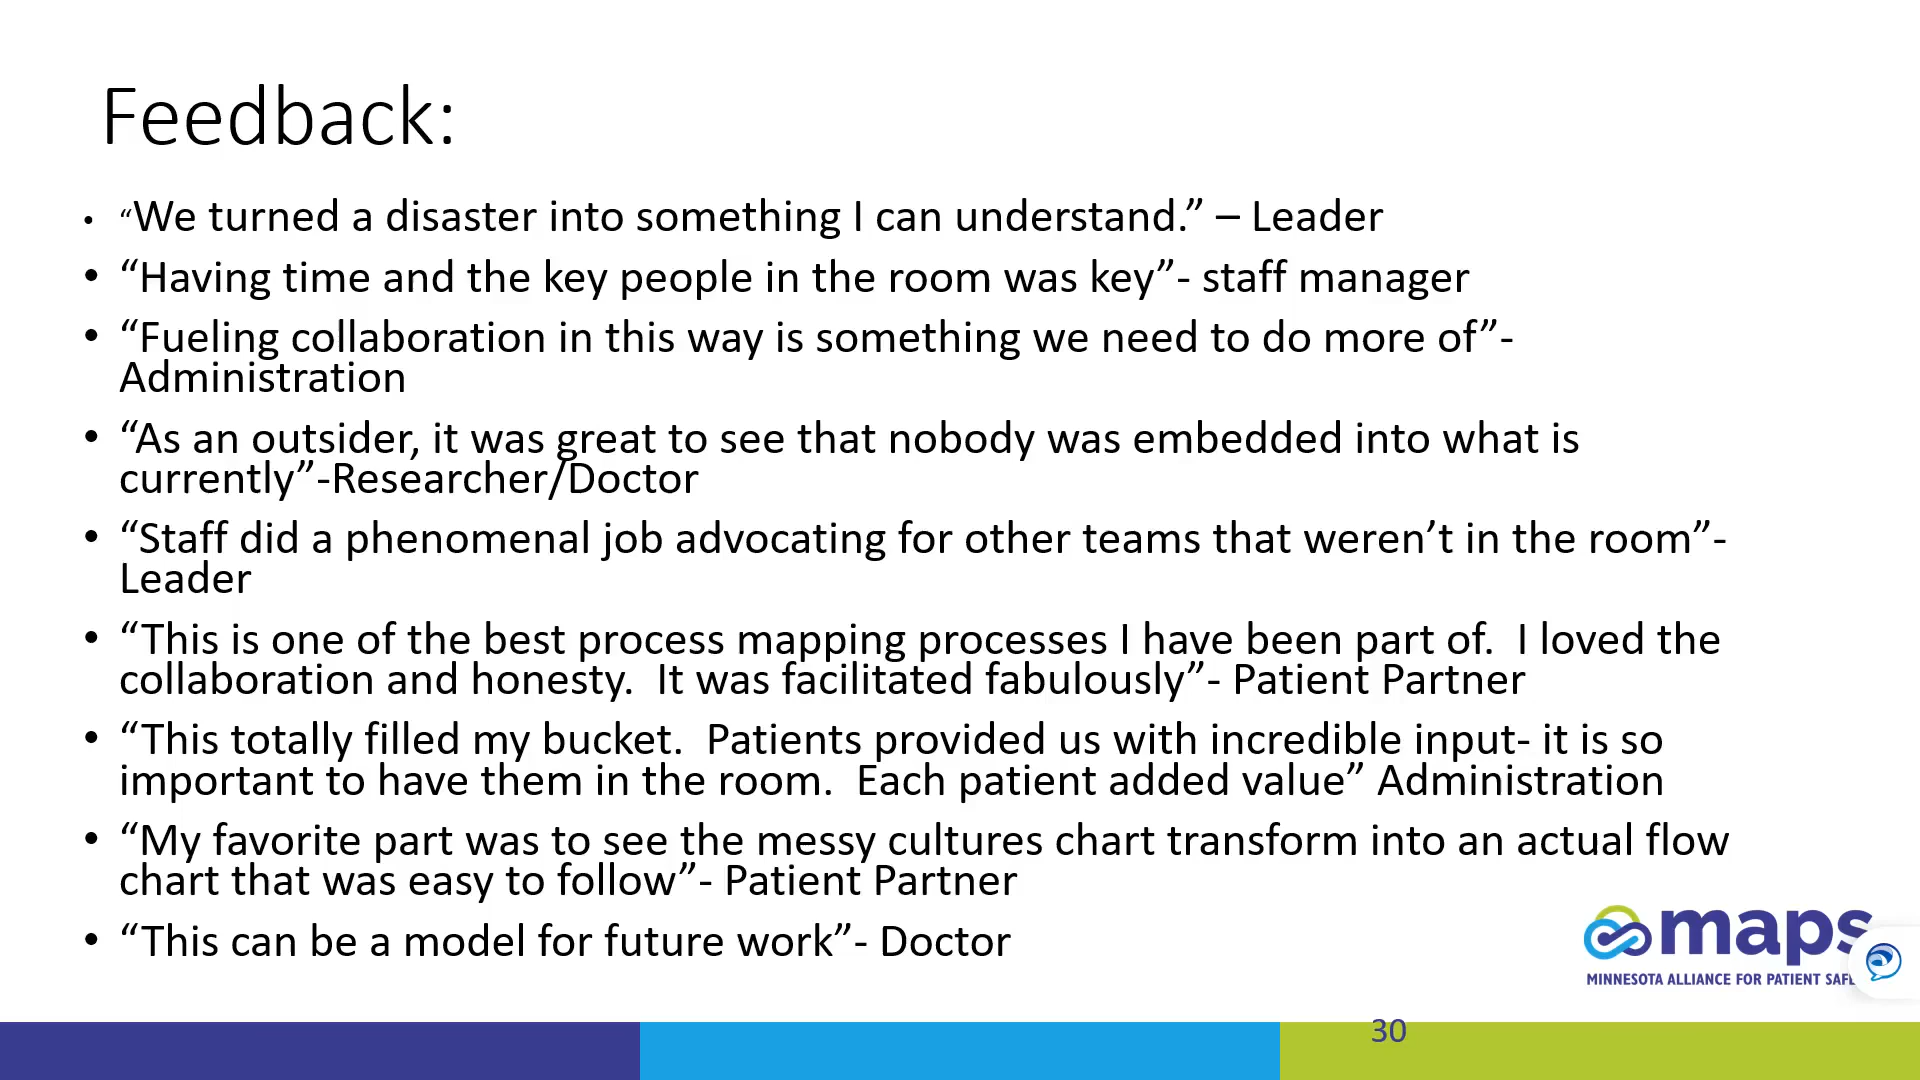 Feedback:
• “We turned a disaster into something I can understand.” – Leader
• “Having time and the key people in the room was key”- staff manager
• “Fueling collaboration in this way is something we need to do more of”-
Administration
• “As an outsider, it was great to see that nobody was embedded into what is
currently”-Researcher/Doctor
• “Staff did a phenomenal job advocating for other teams that weren’t in the room”-
Leader
• “This is one of the best process mapping processes I have been part of.  I loved the
collaboration and honesty.  It was facilitated fabulously”- Patient Partner
• “This totally filled my bucket.  Patients provided us with incredible input- it is so
important to have them in the room.  Each patient added value” Administration
• “My favorite part was to see the messy cultures chart transform into an actual flow
chart that was easy to follow”- Patient Partner
• “This can be a model for future work”- Doctor
maps
MINNESOTA ALLIANCE FOR PATIENT
30